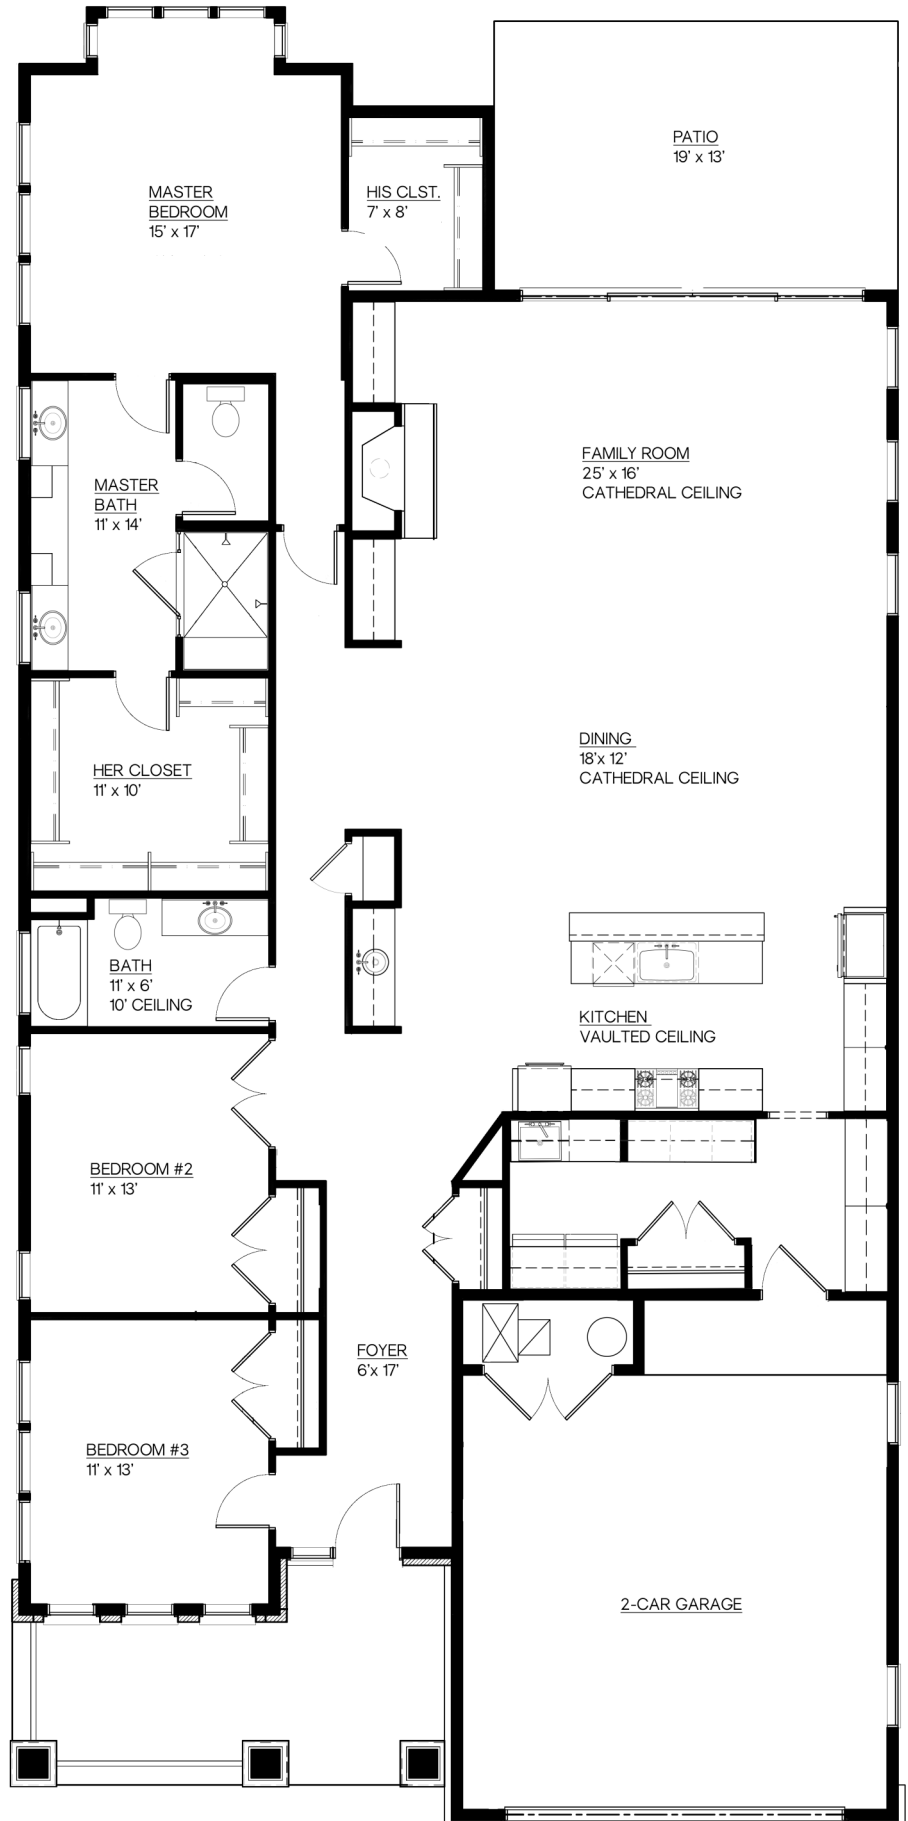 PATIO
19' x 13'
MASTER
BEDROOM
15' x 17'
HIS CLST.
7' x 8'
FAMILY ROOM
25' x 16'
CATHEDRAL CEILING
MASTER
BATH
11' x 14'
DINING
18'x 12'
CATHEDRAL CEILING
HER CLOSET
11' x 10'
BATH
11' x 6'
10' CEILING
KITCHEN
VAULTED CEILING
BEDROOM #2
11' x 13'
FOYER
6'x 17'
BEDROOM #3
11' x 13'
2-CAR GARAGE